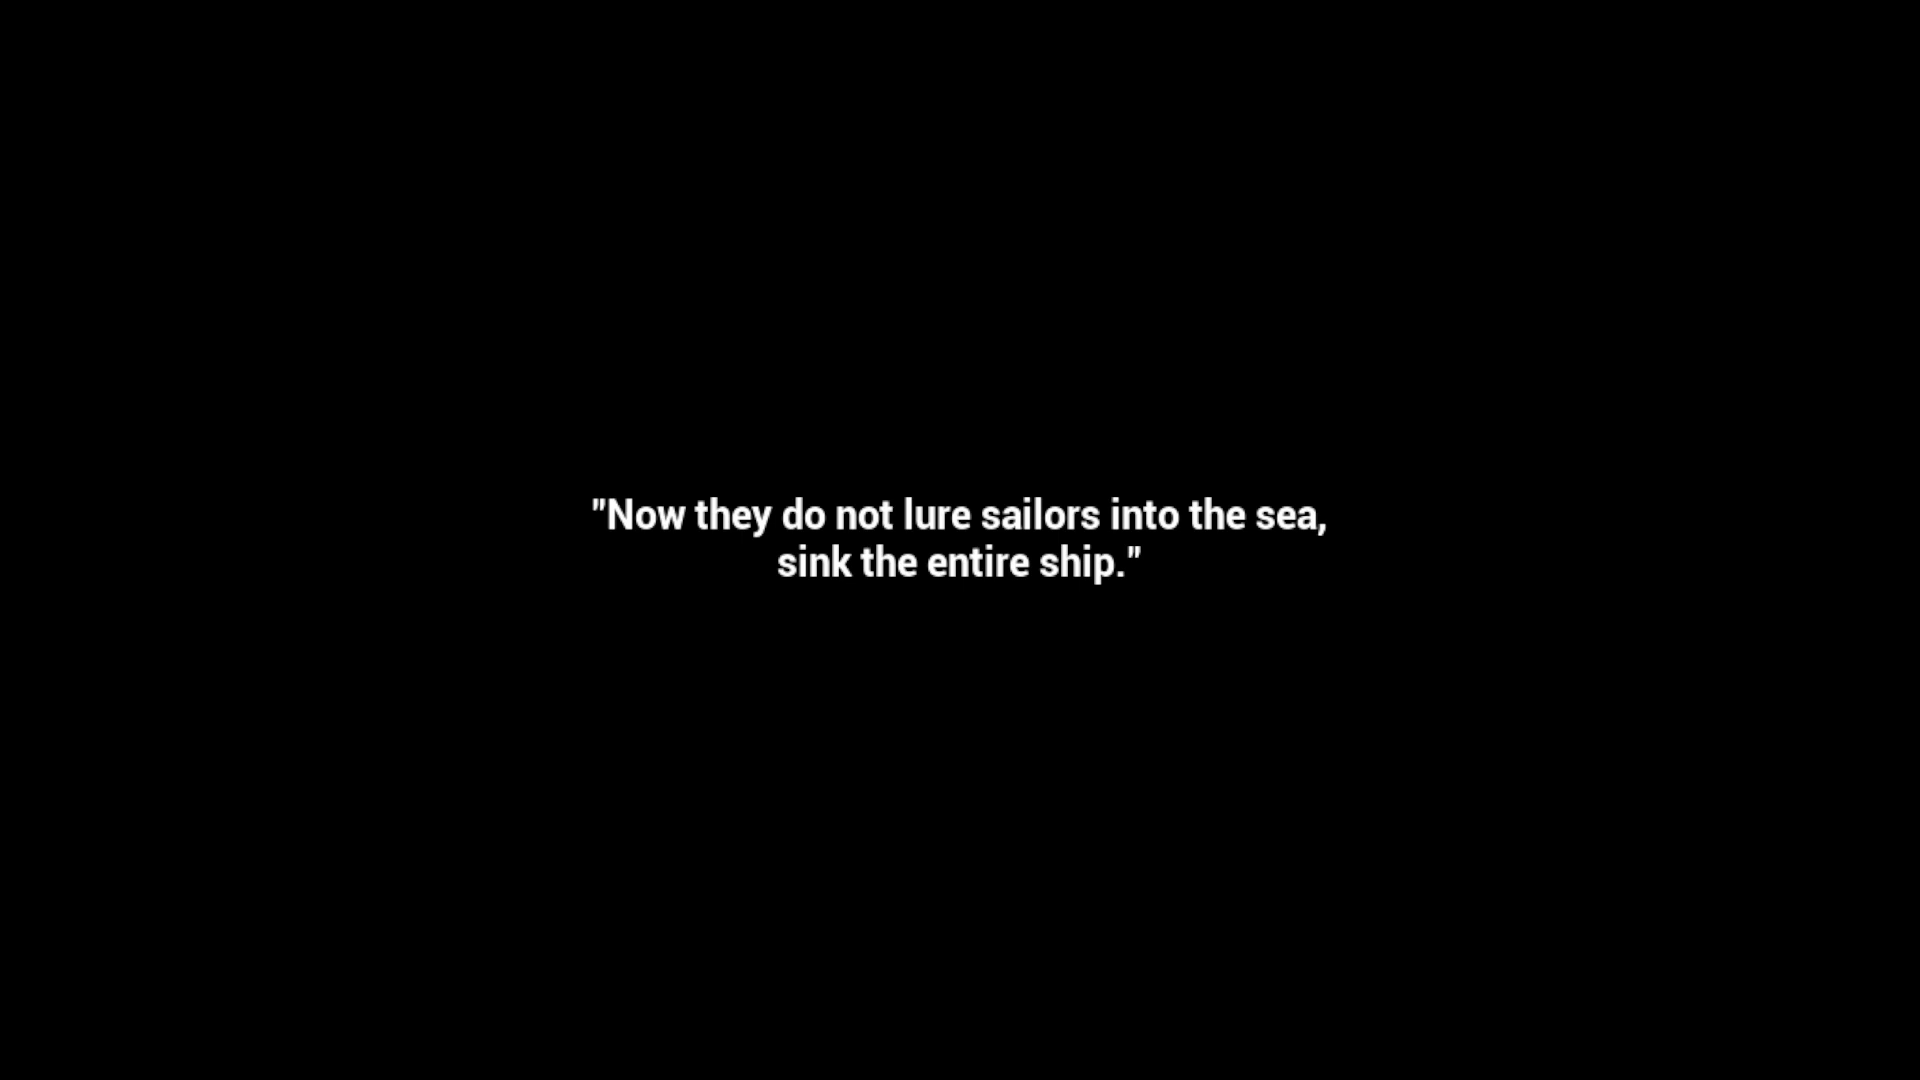 "Now they do not lure sailors into the sea,
sink the entire ship."